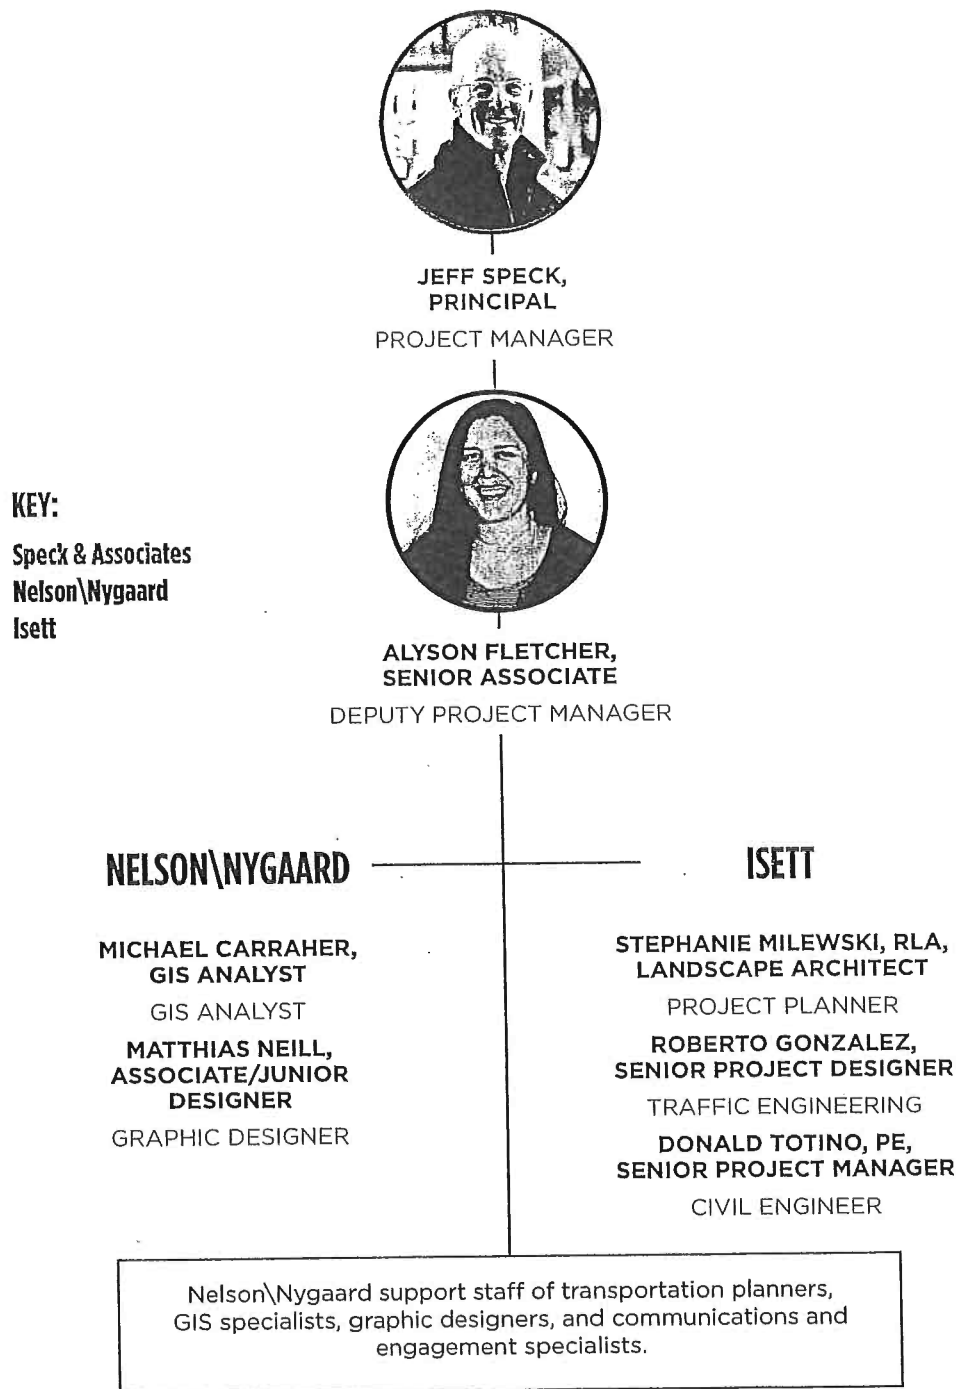 JEFF SPECK,
PRINCIPAL
PROJECT MANAGER
KEY:
Speck & Associates
Nelson\Nygaard
Isett
ALYSON FLETCHER,
SENIOR ASSOCIATE
DEPUTY PROJECT MANAGER
NELSON\NYGAARD
MICHAEL CARRAHER,
GIS ANALYST
GIS ANALYST
MATTHIAS NEILL,
ASSOCIATE/JUNIOR
DESIGNER
GRAPHIC DESIGNER
ISETT
STEPHANIE MILEWSKI, RLA,
LANDSCAPE ARCHITECT
PROJECT PLANNER
ROBERTO GONZALEZ,
SENIOR PROJECT DESIGNER
TRAFFIC ENGINEERING
DONALD TOTINO, PE,
SENIOR PROJECT MANAGER
CIVIL ENGINEER
Nelson\Nygaard support staff of transportation planners,
GIS specialists, graphic designers, and communications and
engagement specialists.